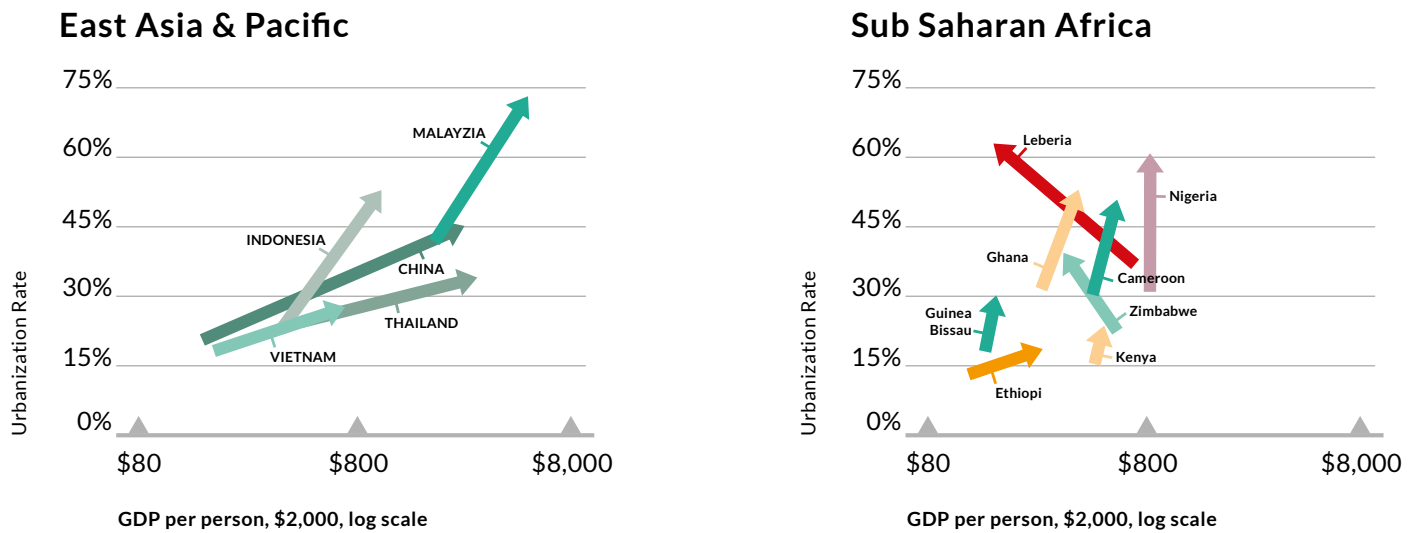 East Asia & Pacific
75%
60%
45%
30%
15%
0%
Urbanization Rate
MALAYZIA
INDONESIA
CHINA
THAILAND
VIETNAM
$80
$800
$8,000
GDP per person, $2,000, log scale
Sub Saharan Africa
75%
60%
45%
30%
15%
0%
Urbanization Rate
Leberia
Nigeria
Ghana
Cameroon
Guinea
Bissau
Zimbabwe
Kenya
Ethiopi
$80
$800
$8,000
GDP per person, $2,000, log scale